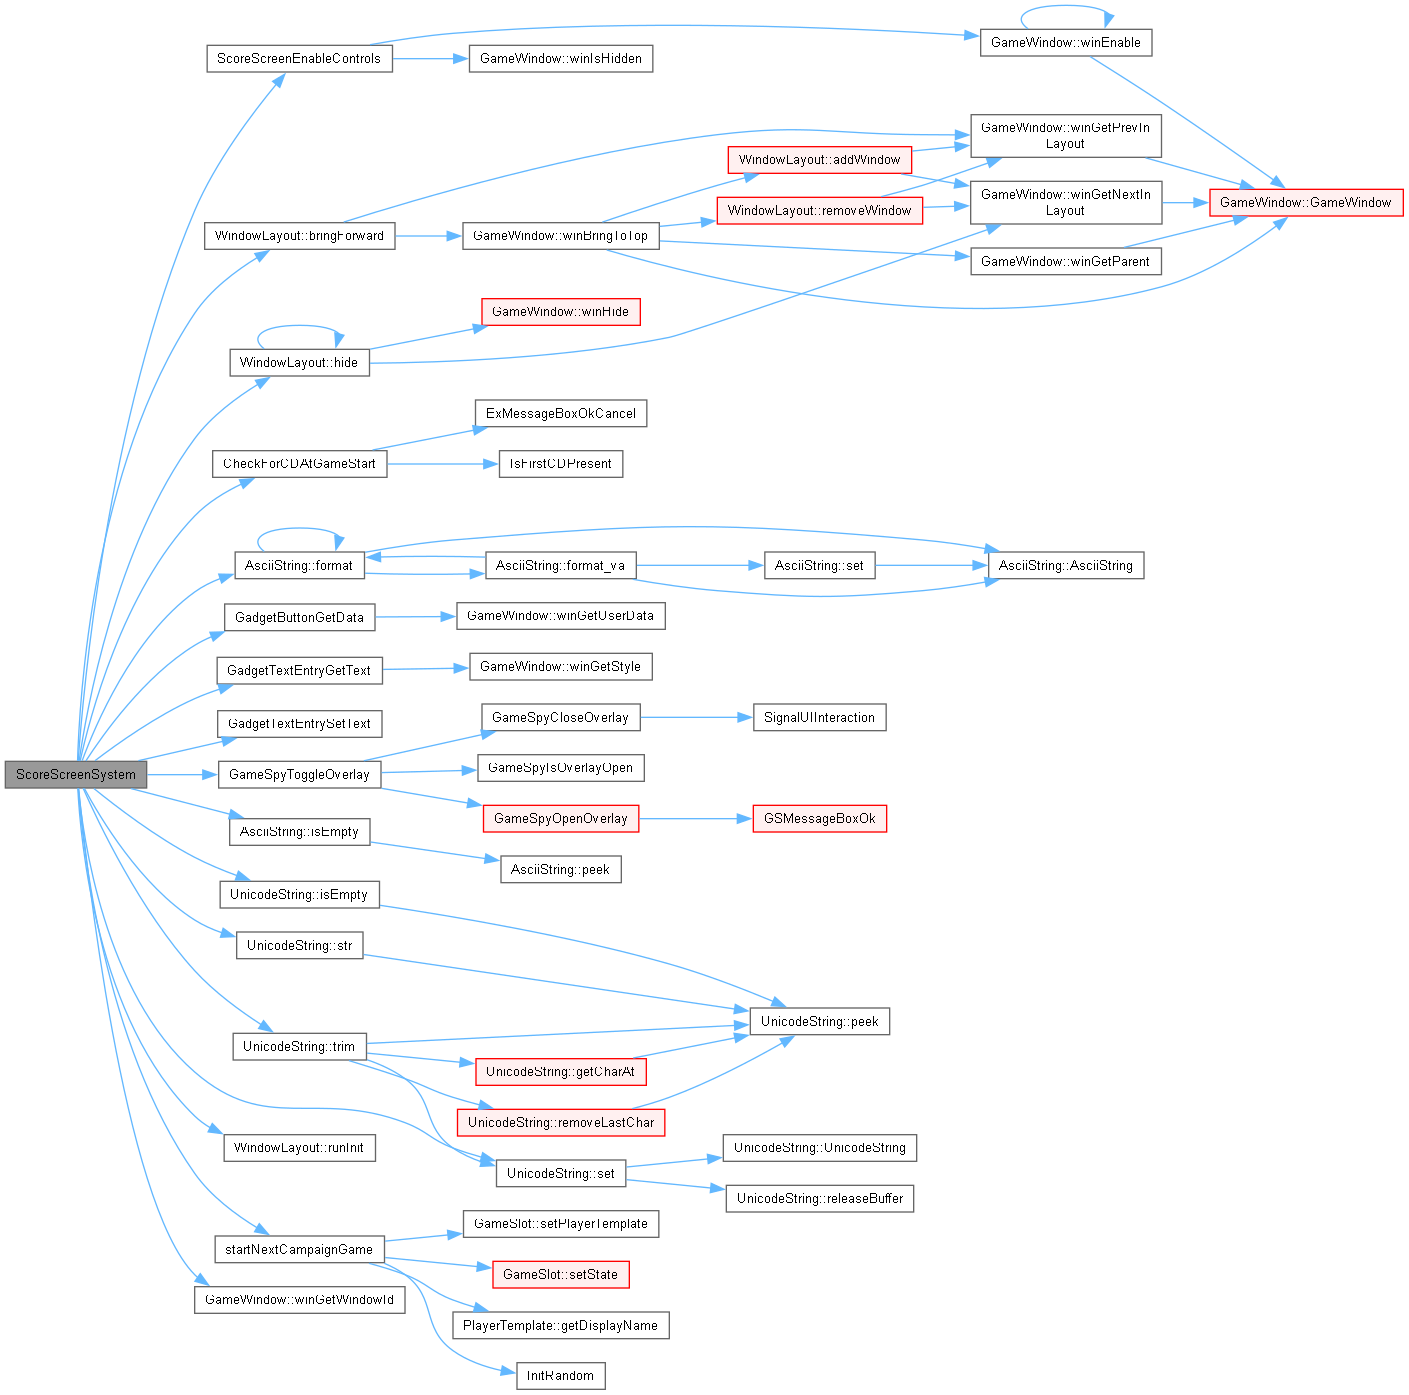 GameWindow::winEnable
ScoreScreenEnableControls
GameWindow::winIsHidden
GameWindow::winGetPrevIn
Layout
WindowLayout::addWindow
GameWindow::winGetNextIn
Layout
GameWindow::GameWindow
WindowLayout::removeWindow
WindowLayout::bringForward
GameWindow::winBringToTop
GameWindow::winGetParent
GameWindow::winHide
WindowLayout::hide
ExMessageBoxOkCancel
CheckForCDAtGameStart
IsFirstCDPresent
AsciiString::format
AsciiString::format_va
AsciiString::set
AsciiString::AsciiString
GadgetButtonGetData
GameWindow::winGetUserData
GadgetTextEntryGetText
GameWindow::winGetStyle
GadgetTextEntrySetText
GameSpyCloseOverlay
SignalUIInteraction
ScoreScreenSystem
GameSpyToggleOverlay
GameSpyIsOverlayOpen
GameSpyOpenOverlay
GSMessageBoxOk
AsciiString::isEmpty
AsciiString::peek
UnicodeString::isEmpty
UnicodeString::str
UnicodeString::peek
UnicodeString::trim
UnicodeString::getCharAt
UnicodeString::removeLastChar
WindowLayout::runInit
UnicodeString::UnicodeString
UnicodeString::set
UnicodeString::releaseBuffer
GameSlot::setPlayerTemplate
startNextCampaignGame
GameSlot::setState
GameWindow::winGetWindowId
PlayerTemplate::getDisplayName
InitRandom